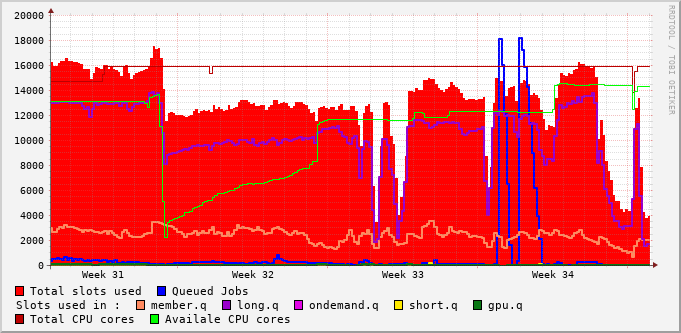 20000
18000
16000
14000
12000
10000
8000
6000
4000
2000
0
Week 31 Week 32 Week 33 Week 34
RRDTOOL / TOBI OETIKER
Total slots used Queued Jobs
Slots used in : member.q long.q ondemand.q short.q gpu.q
Total CPU cores Availale CPU cores